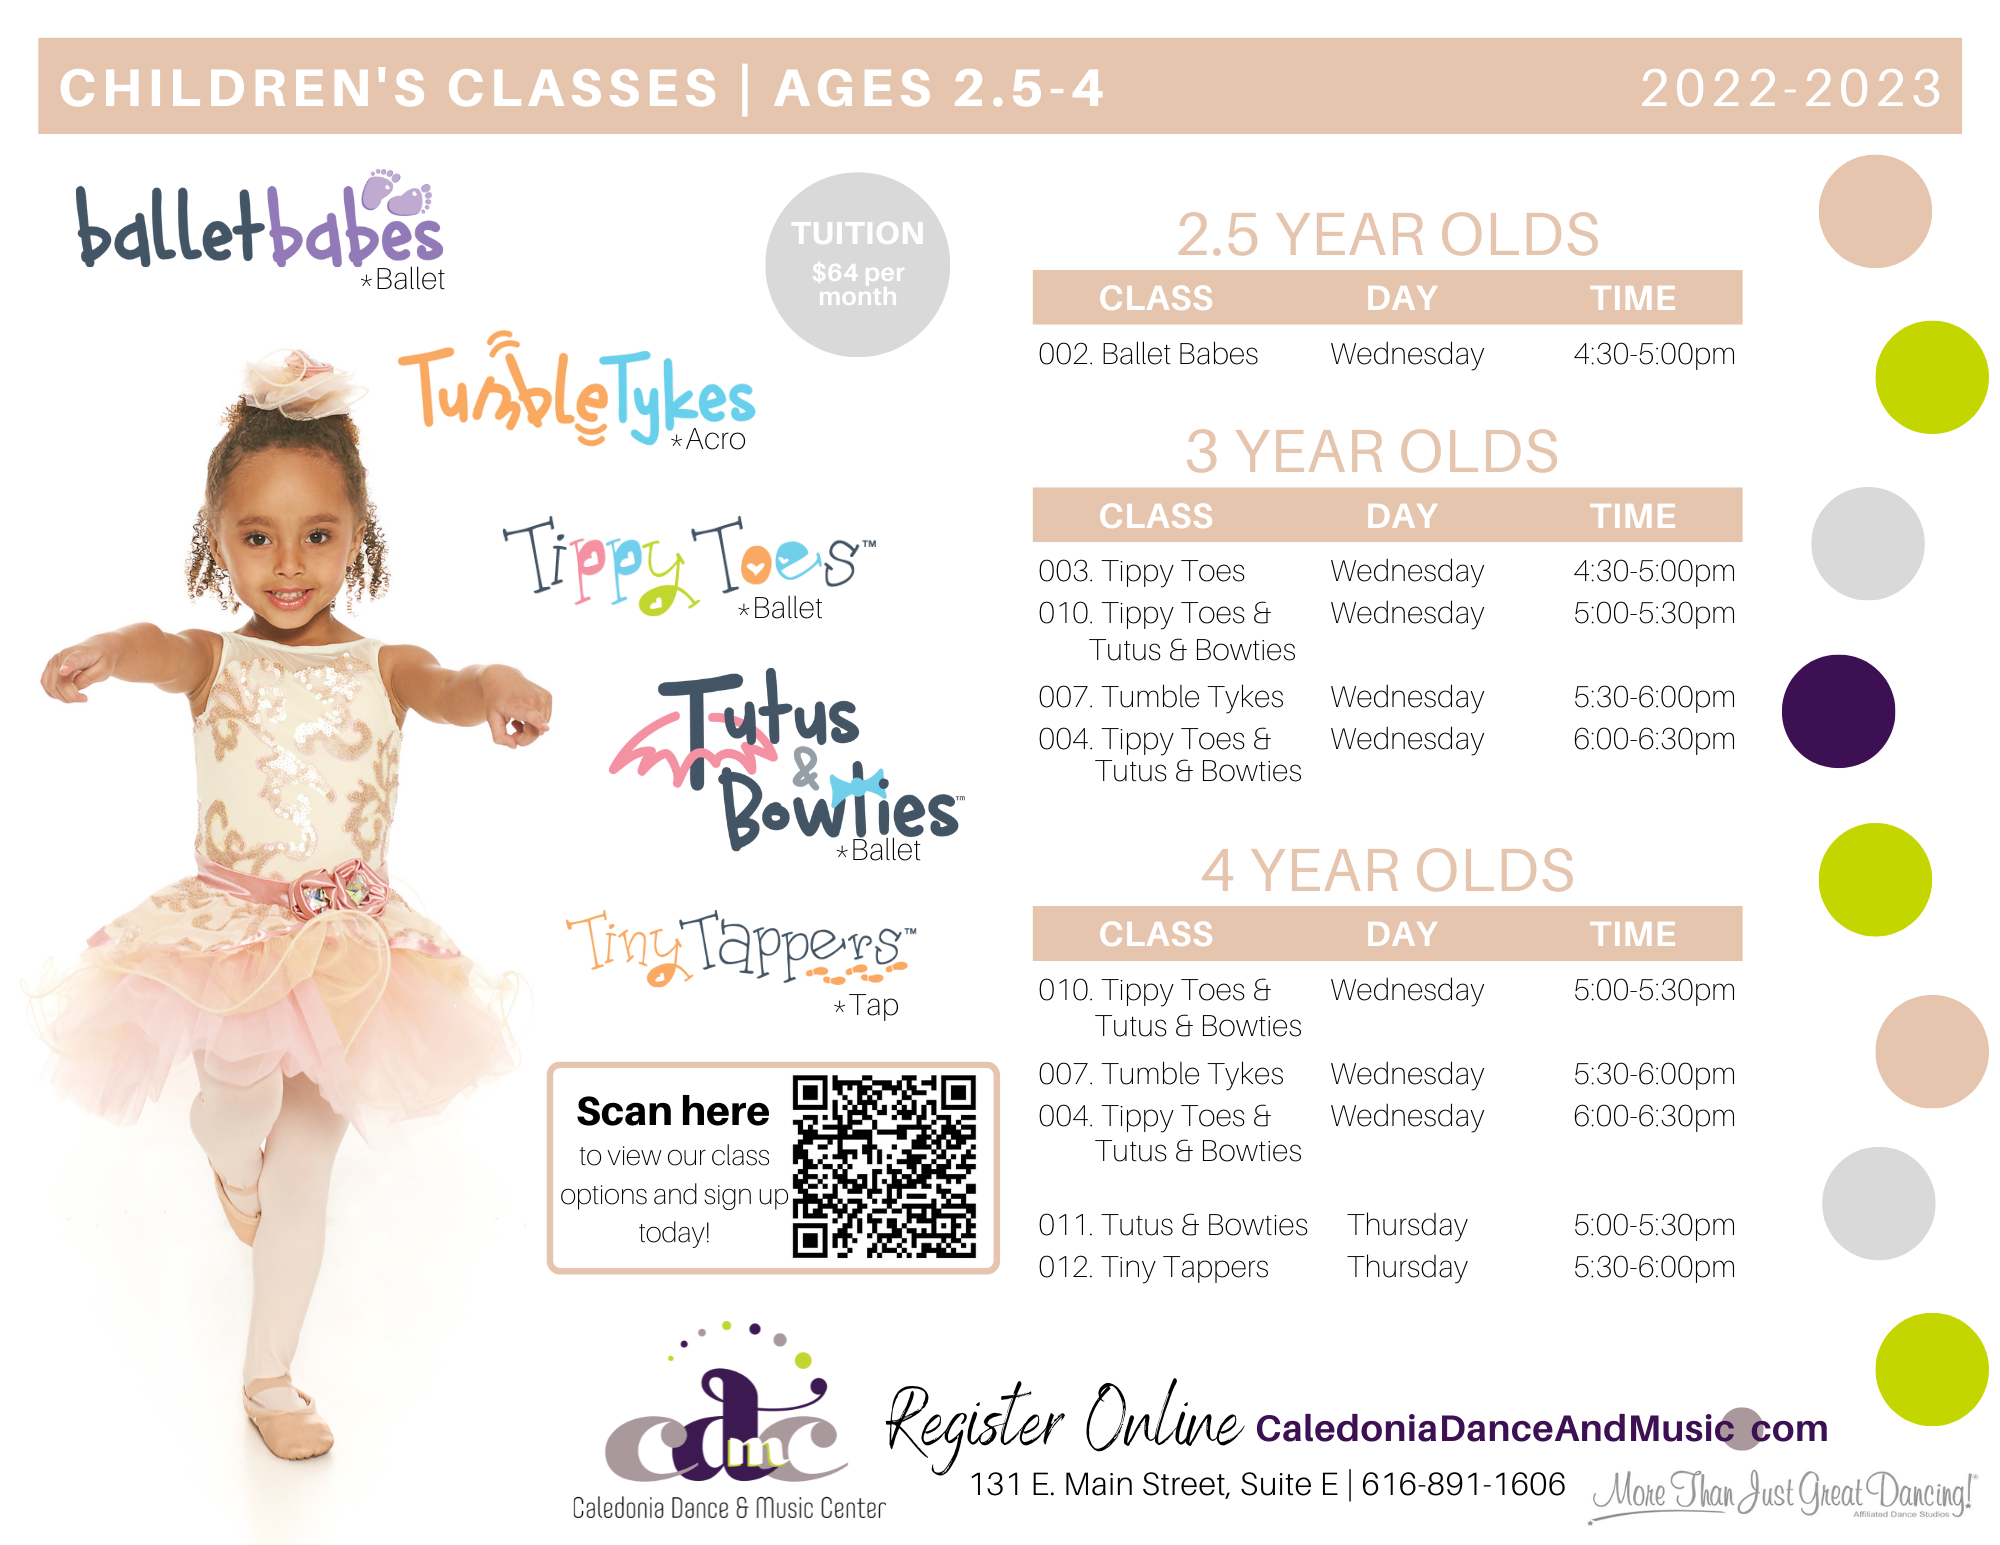 CHILDREN'S CLASSES | AGES 2.5-4
2022-2023
balletbabes
*Ballet
TumbleTykes
*Acro
Tippy Toes™
*Ballet
Tutus
&
Bowties™
*Ballet
Tiny Tappers™
*Tap
TUITION
$64 per
month
Scan here
to view our class
options and sign up
today!
2.5 YEAR OLDS
CLASS DAY TIME
002. Ballet Babes Wednesday 4:30-5:00pm
3 YEAR OLDS
CLASS DAY TIME
003. Tippy Toes Wednesday 4:30-5:00pm
010. Tippy Toes & Wednesday 5:00-5:30pm
Tutus & Bowties
007. Tumble Tykes Wednesday 5:30-6:00pm
004. Tippy Toes & Wednesday 6:00-6:30pm
Tutus & Bowties
4 YEAR OLDS
CLASS DAY TIME
010. Tippy Toes & Wednesday 5:00-5:30pm
Tutus & Bowties
007. Tumble Tykes Wednesday 5:30-6:00pm
004. Tippy Toes & Wednesday 6:00-6:30pm
Tutus & Bowties
011. Tutus & Bowties Thursday 5:00-5:30pm
012. Tiny Tappers Thursday 5:30-6:00pm
cdmc
Caledonia Dance & Music Center
Register Online CaledoniaDanceAndMusic com
131 E. Main Street, Suite E | 616-891-1606
More Than Just Great Dancing!®
Affiliated Dance Studios